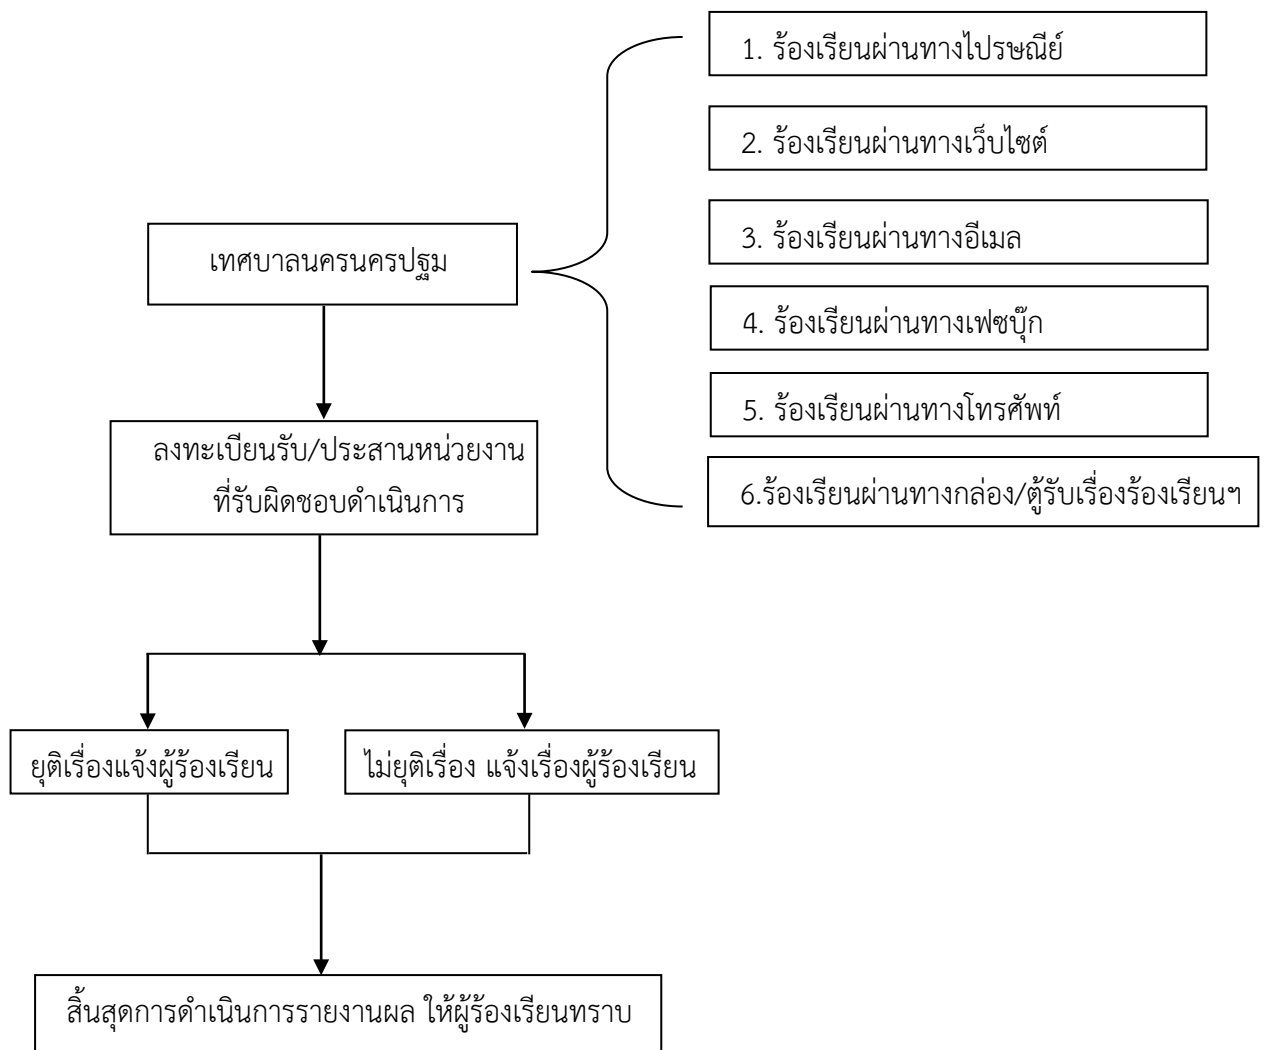 1. ร้องเรียนผ่านทางไปรษณีย์
2. ร้องเรียนผ่านทางเว็บไซต์
3. ร้องเรียนผ่านทางอีเมล
4. ร้องเรียนผ่านทางเฟซบุ๊ก
5. ร้องเรียนผ่านทางโทรศัพท์
6.ร้องเรียนผ่านทางกล่อง/ตู้รับเรื่องร้องเรียนฯ
เทศบาลนครนครปฐม
ลงทะเบียนรับ/ประสานหน่วยงาน
ที่รับผิดชอบดำเนินการ
ยุติเรื่องแจ้งผู้ร้องเรียน
ไม่ยุติเรื่อง แจ้งเรื่องผู้ร้องเรียน
สิ้นสุดการดำเนินการรายงานผล ให้ผู้ร้องเรียนทราบ